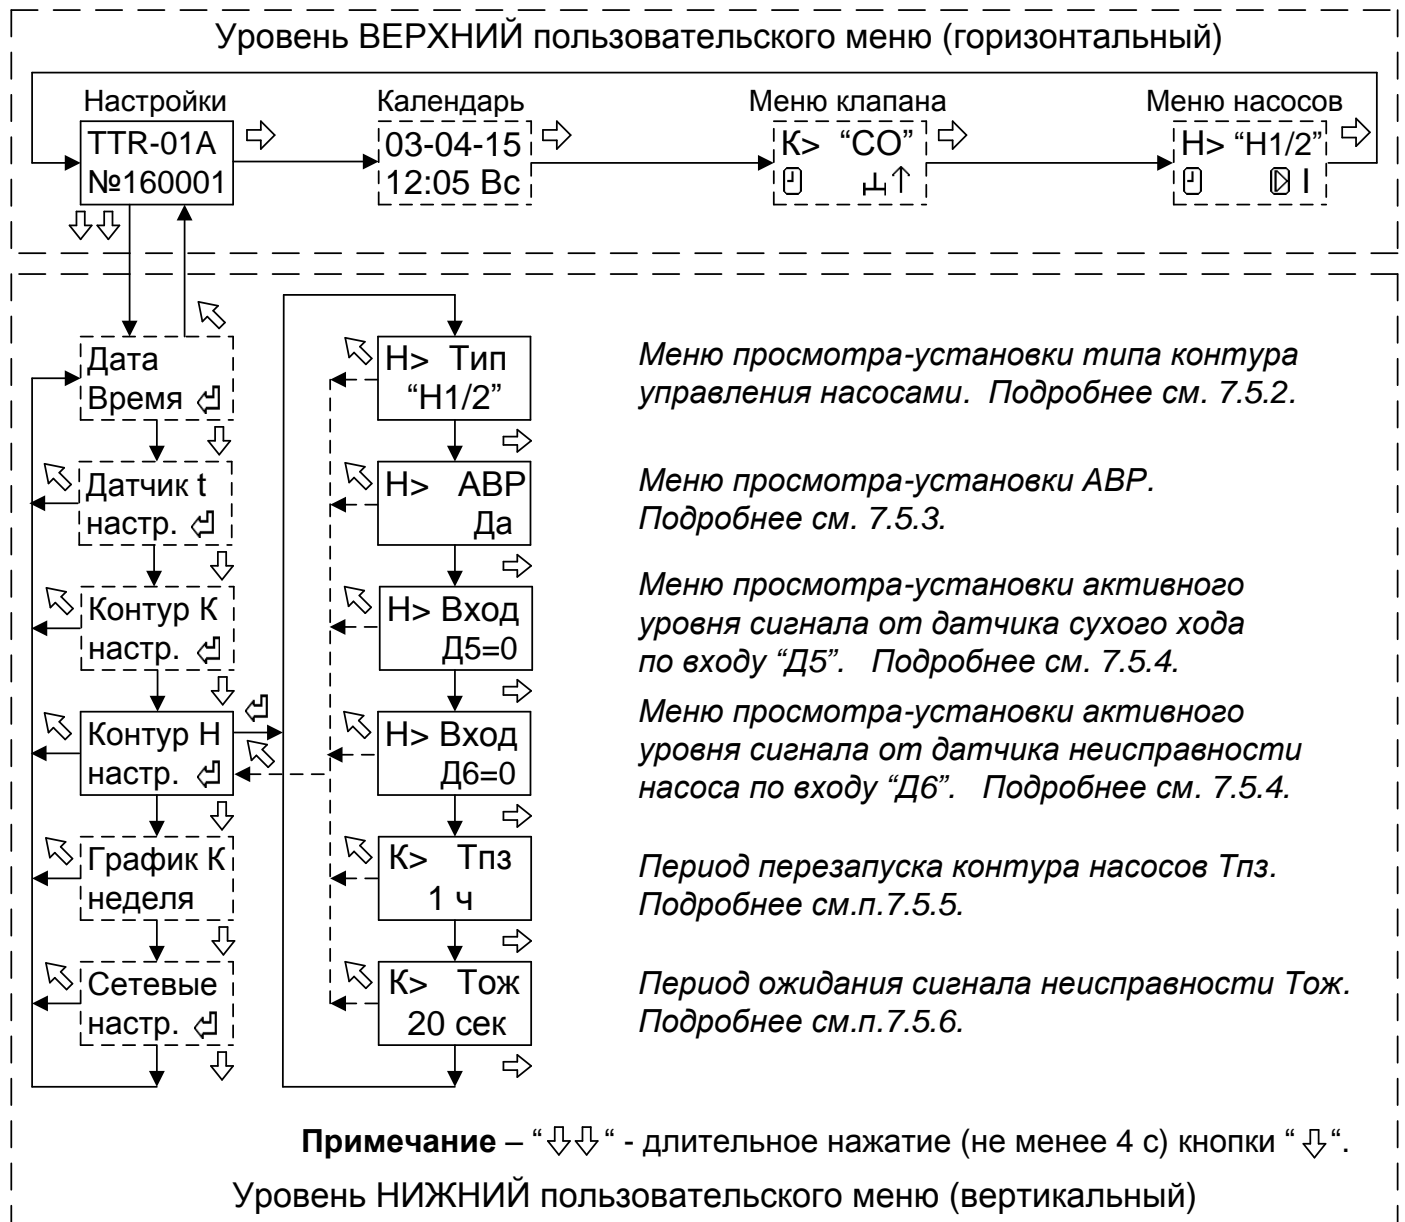 Уровень ВЕРХНИЙ пользовательского меню (горизонтальный)
Настройки
TTR-01A
№160001
Календарь
03-04-15
12:05 Вс
Меню клапана
К> “СО”
Меню насосов
Н> “Н1/2”
Дата
Время
Датчик t
настр.
Контур К
настр.
Контур Н
настр.
График К
неделя
Сетевые
настр.
Н> Тип
“Н1/2”
Меню просмотра-установки типа контура
управления насосами. Подробнее см. 7.5.2.
Н> АВР
Да
Меню просмотра-установки АВР.
Подробнее см. 7.5.3.
Н> Вход
Д5=0
Меню просмотра-установки активного
уровня сигнала от датчика сухого хода
по входу “Д5”. Подробнее см. 7.5.4.
Н> Вход
Д6=0
Меню просмотра-установки активного
уровня сигнала от датчика неисправности
насоса по входу “Д6”. Подробнее см. 7.5.4.
К> Тпз
1 ч
Период перезапуска контура насосов Тпз.
Подробнее см.п.7.5.5.
К> Тож
20 сек
Период ожидания сигнала неисправности Тож.
Подробнее см.п.7.5.6.
Примечание – “⇩⇩“ - длительное нажатие (не менее 4 с) кнопки “⇩“.
Уровень НИЖНИЙ пользовательского меню (вертикальный)